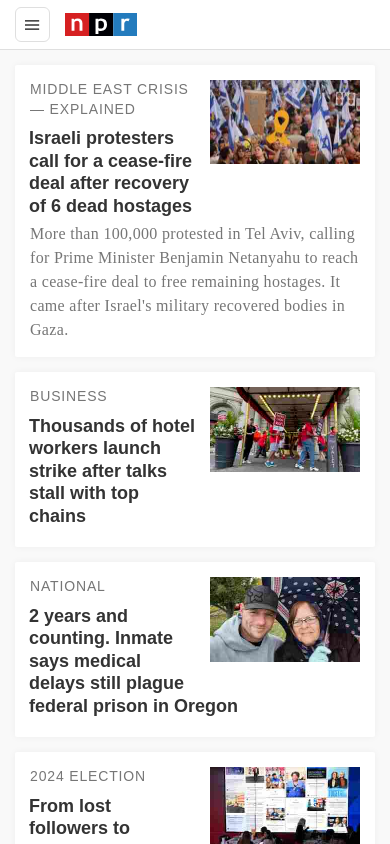 npr
MIDDLE EAST CRISIS
— EXPLAINED
Israeli protesters
call for a cease-fire
deal after recovery
of 6 dead hostages
More than 100,000 protested in Tel Aviv, calling
for Prime Minister Benjamin Netanyahu to reach
a cease-fire deal to free remaining hostages. It
came after Israel's military recovered bodies in
Gaza.
BUSINESS
Thousands of hotel
workers launch
strike after talks
stall with top
chains
NATIONAL
2 years and
counting. Inmate
says medical
delays still plague
federal prison in Oregon
2024 ELECTION
From lost
followers to